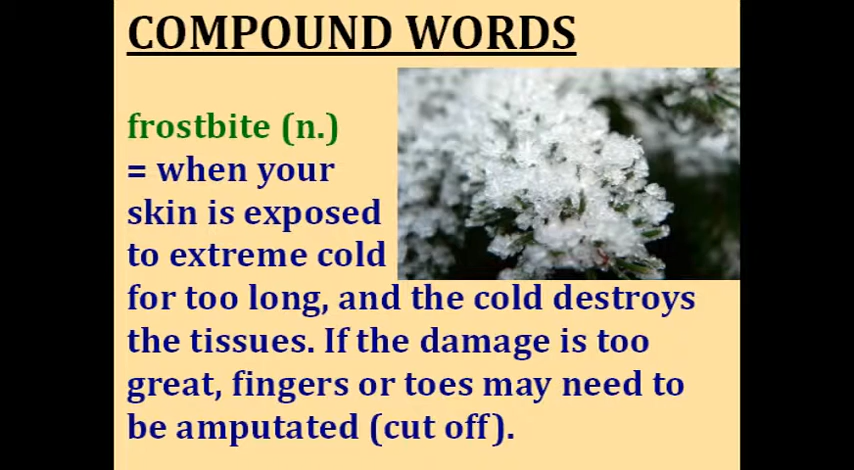 COMPOUND WORDS
frostbite (n.)
= when your
skin is exposed
to extreme cold
for too long, and the cold destroys
the tissues. If the damage is too
great, fingers or toes may need to
be amputated (cut off).